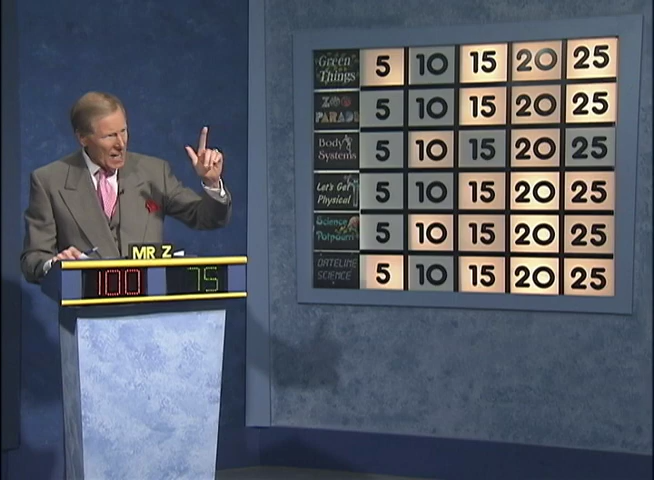 Green Things 5 10 15 20 25
ZOO PARADE 5 10 15 20 25
Body Systems 5 10 15 20 25
Let's Get Physical 5 10 15 20 25
Science Potpourri 5 10 15 20 25
DATELINE SCIENCE 5 10 15 20 25
MR Z
100 75